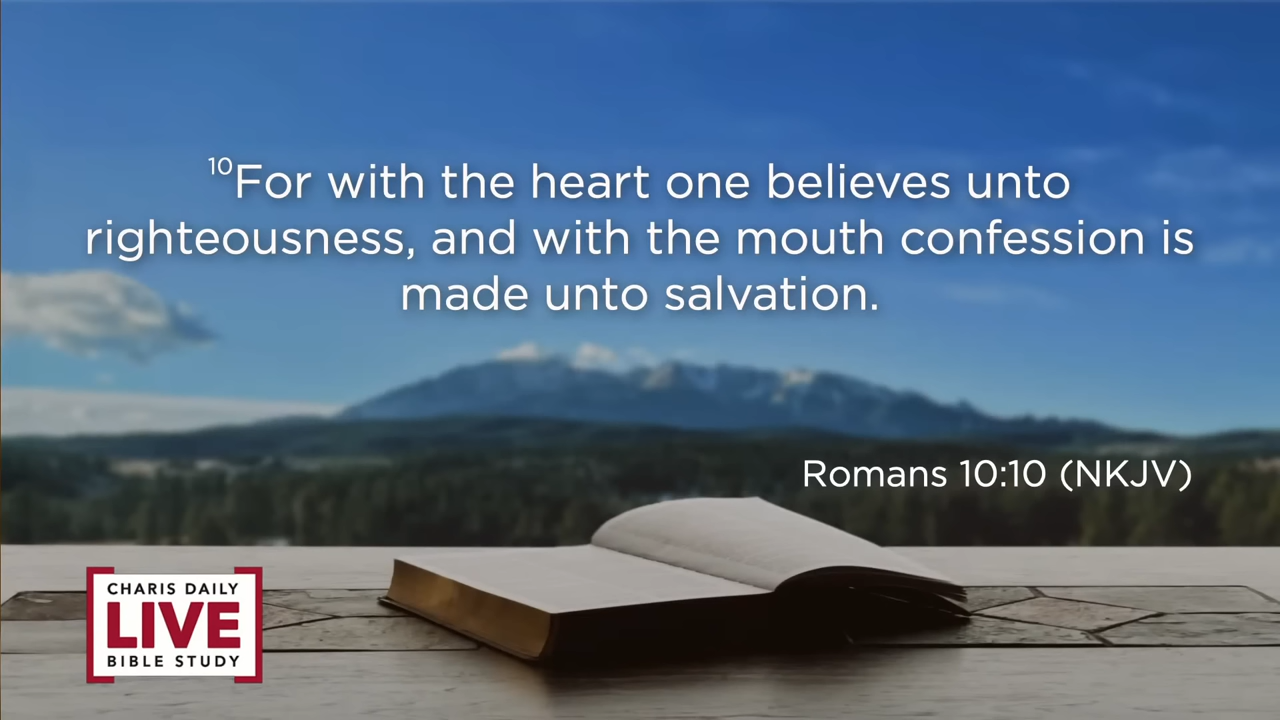 10For with the heart one believes unto
righteousness, and with the mouth confession is
made unto salvation.
Romans 10:10 (NKJV)
CHARIS DAILY
LIVE
BIBLE STUDY